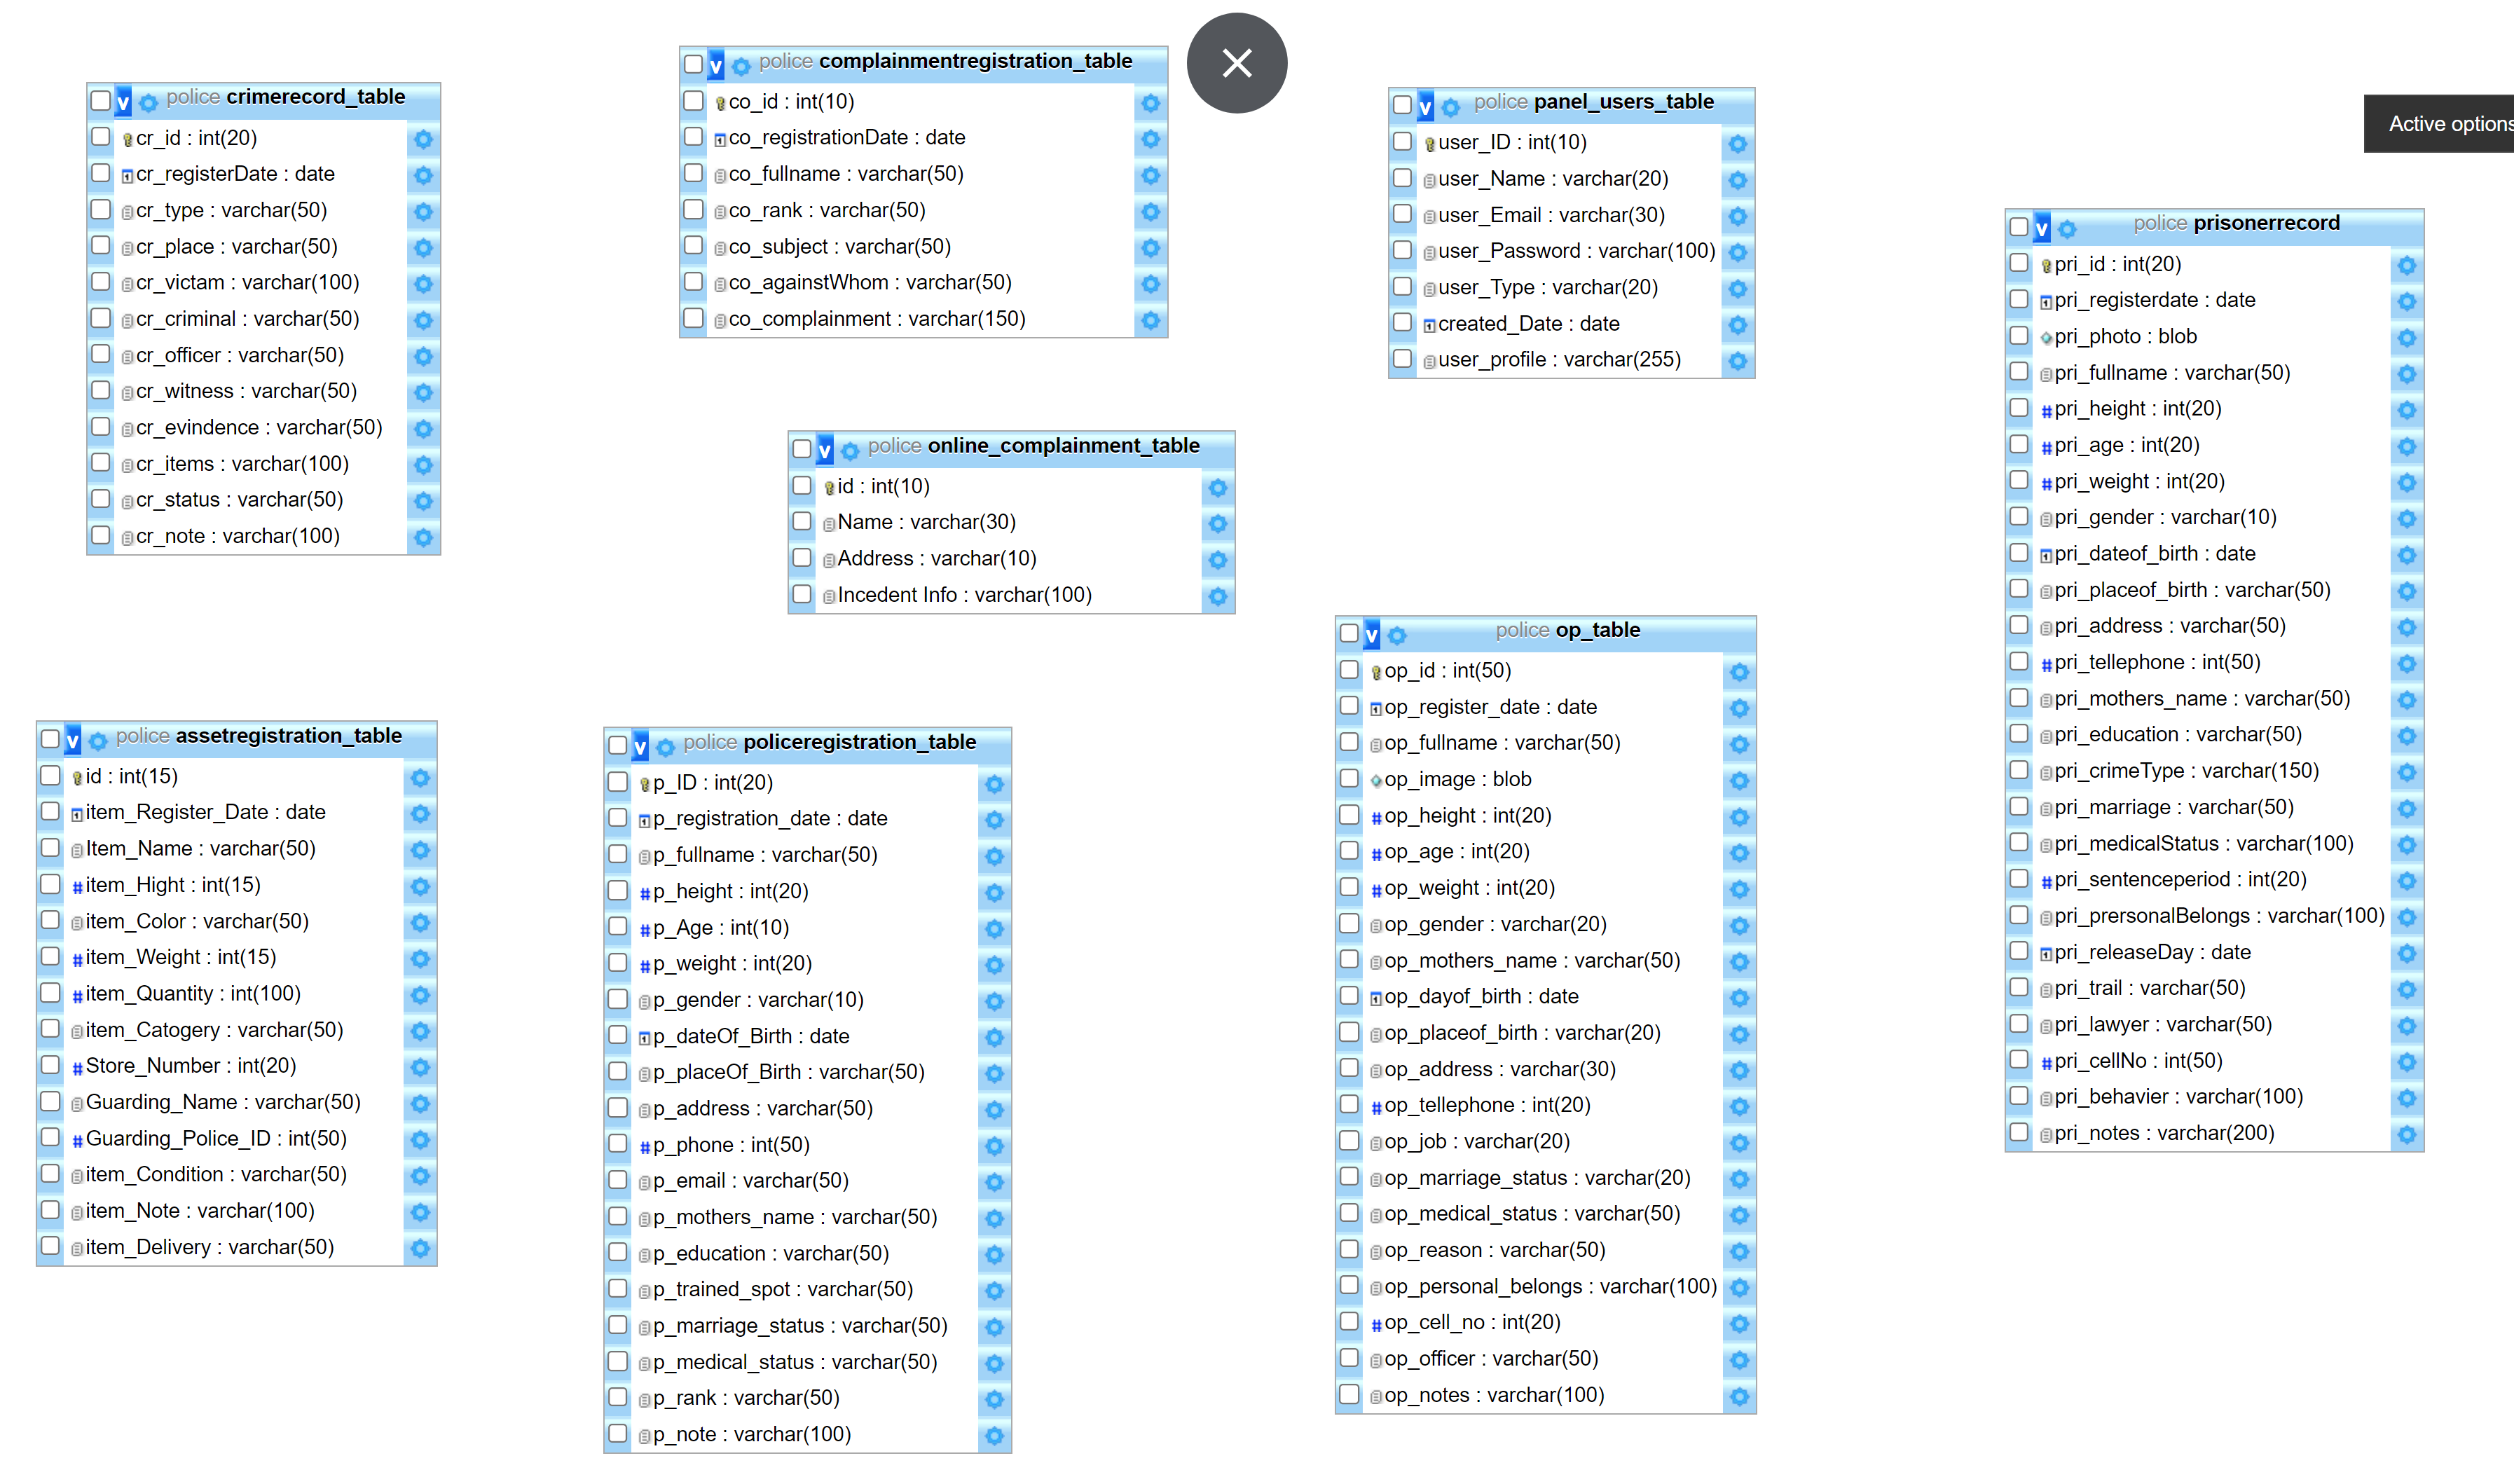 police crimerecord_table
cr_id : int(20)
cr_registerDate : date
cr_type : varchar(50)
cr_place : varchar(50)
cr_victam : varchar(100)
cr_criminal : varchar(50)
cr_officer : varchar(50)
cr_witness : varchar(50)
cr_evindence : varchar(50)
cr_items : varchar(100)
cr_status : varchar(50)
cr_note : varchar(100)
police complainmentregistration_table
co_id : int(10)
co_registrationDate : date
co_fullname : varchar(50)
co_rank : varchar(50)
co_subject : varchar(50)
co_againstWhom : varchar(50)
co_complainment : varchar(150)
police panel_users_table
user_ID : int(10)
user_Name : varchar(20)
user_Email : varchar(30)
user_Password : varchar(100)
user_Type : varchar(20)
created_Date : date
user_profile : varchar(255)
Active options
police prisonerrecord
pri_id : int(20)
pri_registerdate : date
pri_photo : blob
pri_fullname : varchar(50)
pri_height : int(20)
pri_age : int(20)
pri_weight : int(20)
pri_gender : varchar(10)
pri_dateof_birth : date
pri_placeof_birth : varchar(50)
pri_address : varchar(50)
pri_tellephone : int(50)
pri_mothers_name : varchar(50)
pri_education : varchar(50)
pri_crimeType : varchar(150)
pri_marriage : varchar(50)
pri_medicalStatus : varchar(100)
pri_sentenceperiod : int(20)
pri_prersonalBelongs : varchar(100)
pri_releaseDay : date
pri_trail : varchar(50)
pri_lawyer : varchar(50)
pri_cellNo : int(50)
pri_behavier : varchar(100)
pri_notes : varchar(200)
police online_complainment_table
id : int(10)
Name : varchar(30)
Address : varchar(10)
Incedent Info : varchar(100)
police assetregistration_table
id : int(15)
item_Register_Date : date
Item_Name : varchar(50)
item_Hight : int(15)
item_Color : varchar(50)
item_Weight : int(15)
item_Quantity : int(100)
item_Catogery : varchar(50)
Store_Number : int(20)
Guarding_Name : varchar(50)
Guarding_Police_ID : int(50)
item_Condition : varchar(50)
item_Note : varchar(100)
item_Delivery : varchar(50)
police policeregistration_table
p_ID : int(20)
p_registration_date : date
p_fullname : varchar(50)
p_height : int(20)
p_Age : int(10)
p_weight : int(20)
p_gender : varchar(10)
p_dateOf_Birth : date
p_placeOf_Birth : varchar(50)
p_address : varchar(50)
p_phone : int(50)
p_email : varchar(50)
p_mothers_name : varchar(50)
p_education : varchar(50)
p_trained_spot : varchar(50)
p_marriage_status : varchar(50)
p_medical_status : varchar(50)
p_rank : varchar(50)
p_note : varchar(100)
police op_table
op_id : int(50)
op_register_date : date
op_fullname : varchar(50)
op_image : blob
op_height : int(20)
op_age : int(20)
op_weight : int(20)
op_gender : varchar(20)
op_mothers_name : varchar(50)
op_dayof_birth : date
op_placeof_birth : varchar(20)
op_address : varchar(30)
op_tellephone : int(20)
op_job : varchar(20)
op_marriage_status : varchar(20)
op_medical_status : varchar(50)
op_reason : varchar(50)
op_personal_belongs : varchar(100)
op_cell_no : int(20)
op_officer : varchar(50)
op_notes : varchar(100)